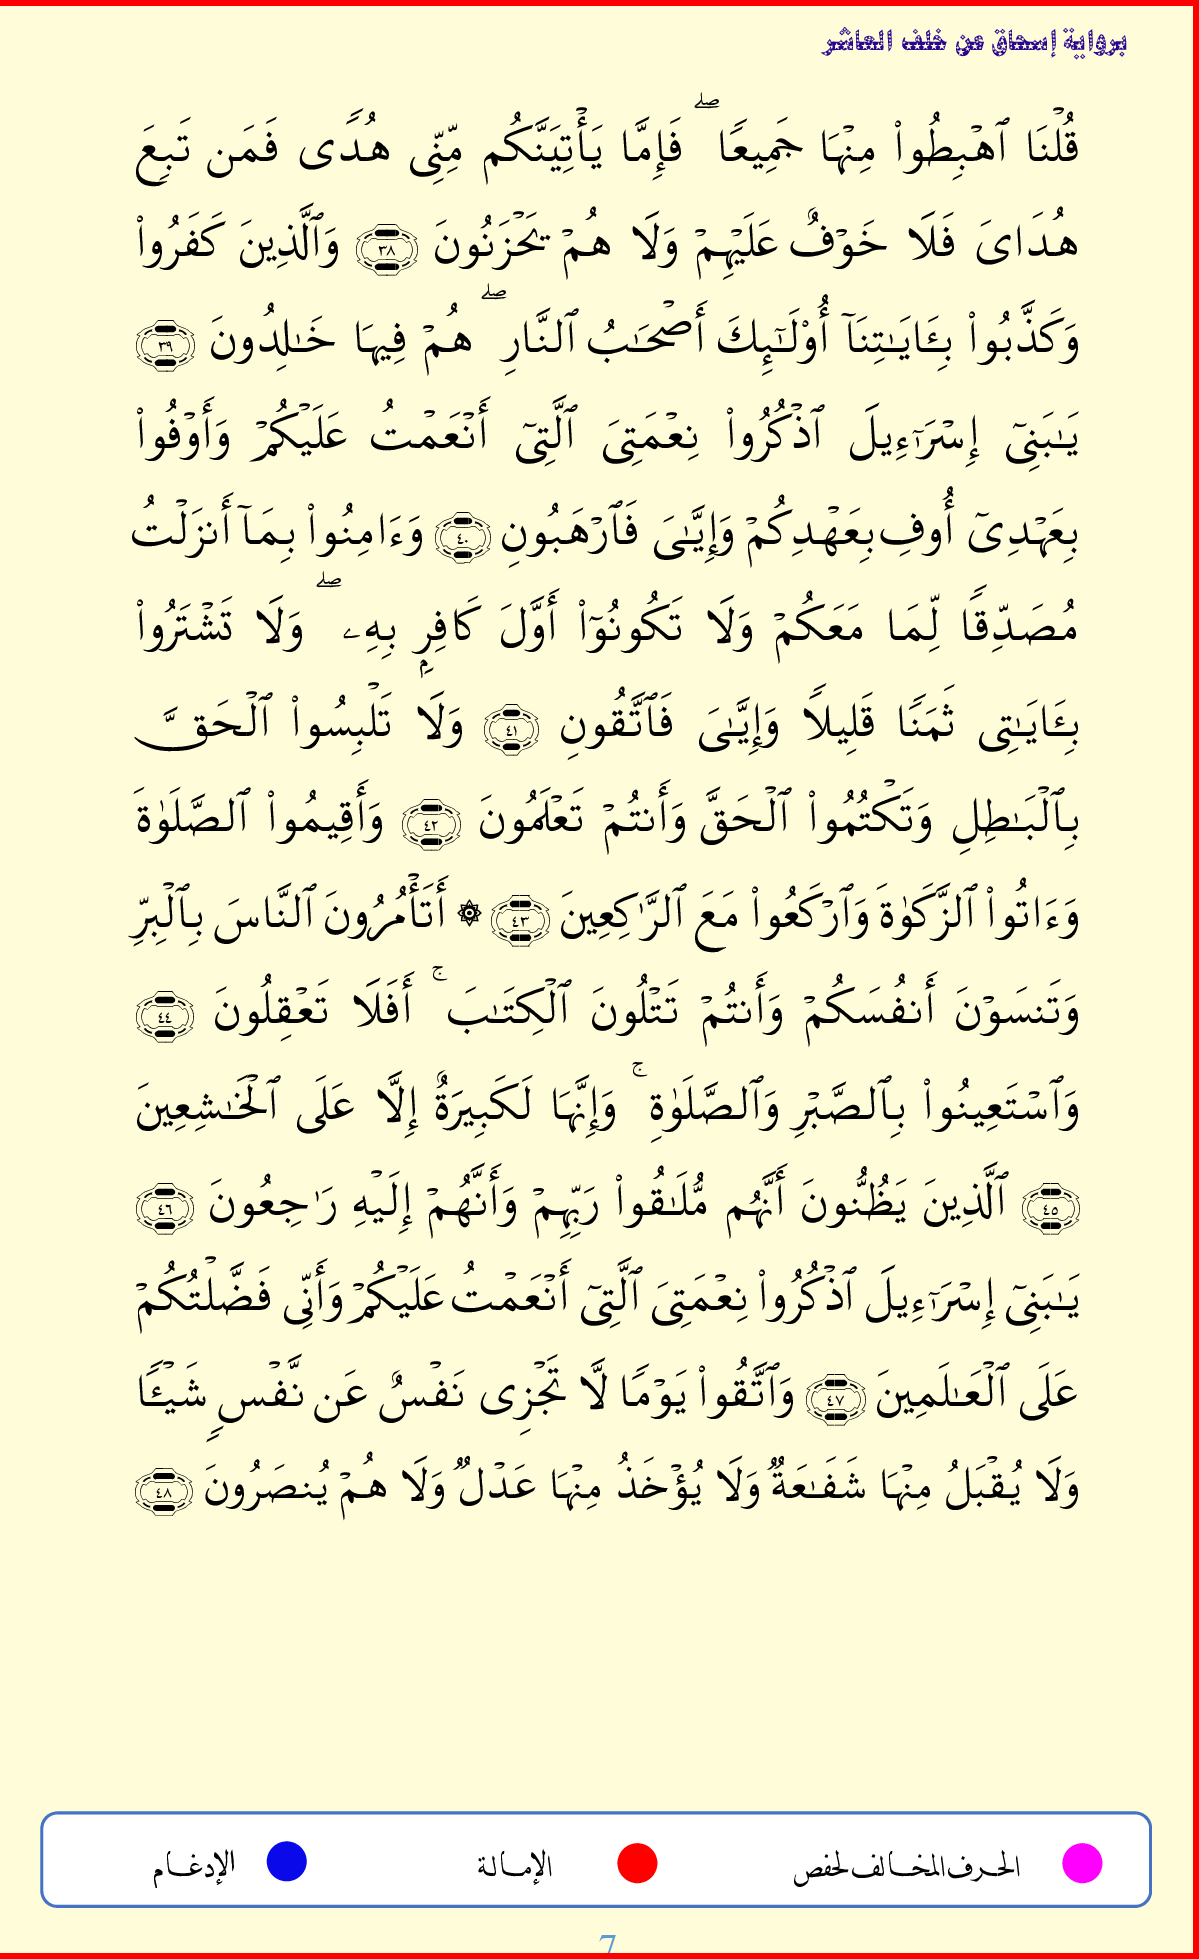 برواية إسحاق عن خلف العاشر
قُلْنَا ٱهْبِطُوا۟ مِنْهَا جَمِيعًا ۖ فَإِمَّا يَأْتِيَنَّكُم مِّنِّى هُدًى فَمَن تَبِعَ
هُدَاىَ فَلَا خَوْفٌ عَلَيْهِمْ وَلَا هُمْ يَحْزَنُونَ ٣٨ وَٱلَّذِينَ كَفَرُوا۟
وَكَذَّبُوا۟ بِـَٔايَـٰتِنَآ أُو۟لَـٰٓئِكَ أَصْحَـٰبُ ٱلنَّارِ ۖ هُمْ فِيهَا خَـٰلِدُونَ ٣٩
يَـٰبَنِىٓ إِسْرَٰٓءِيلَ ٱذْكُرُوا۟ نِعْمَتِىَ ٱلَّتِىٓ أَنْعَمْتُ عَلَيْكُمْ وَأَوْفُوا۟
بِعَهْدِىٓ أُوفِ بِعَهْدِكُمْ وَإِيَّـٰىَ فَٱرْهَبُونِ ٤٠ وَءَامِنُوا۟ بِمَآ أَنزَلْتُ
مُصَدِّقًا لِّمَا مَعَكُمْ وَلَا تَكُونُوٓا۟ أَوَّلَ كَافِرٍۭ بِهِۦ ۖ وَلَا تَشْتَرُوا۟
بِـَٔايَـٰتِى ثَمَنًا قَلِيلًا وَإِيَّـٰىَ فَٱتَّقُونِ ٤١ وَلَا تَلْبِسُوا۟ ٱلْحَقَّ
بِٱلْبَـٰطِلِ وَتَكْتُمُوا۟ ٱلْحَقَّ وَأَنتُمْ تَعْلَمُونَ ٤٢ وَأَقِيمُوا۟ ٱلصَّلَوٰةَ
وَءَاتُوا۟ ٱلزَّكَوٰةَ وَٱرْكَعُوا۟ مَعَ ٱلرَّٰكِعِينَ ٤٣ ۞ أَتَأْمُرُونَ ٱلنَّاسَ بِٱلْبِرِّ
وَتَنسَوْنَ أَنفُسَكُمْ وَأَنتُمْ تَتْلُونَ ٱلْكِتَـٰبَ ۚ أَفَلَا تَعْقِلُونَ ٤٤
وَٱسْتَعِينُوا۟ بِٱلصَّبْرِ وَٱلصَّلَوٰةِ ۚ وَإِنَّهَا لَكَبِيرَةٌ إِلَّا عَلَى ٱلْخَـٰشِعِينَ
٤٥ ٱلَّذِينَ يَظُنُّونَ أَنَّهُم مُّلَـٰقُوا۟ رَبِّهِمْ وَأَنَّهُمْ إِلَيْهِ رَٰجِعُونَ ٤٦
يَـٰبَنِىٓ إِسْرَٰٓءِيلَ ٱذْكُرُوا۟ نِعْمَتِىَ ٱلَّتِىٓ أَنْعَمْتُ عَلَيْكُمْ وَأَنِّى فَضَّلْتُكُمْ
عَلَى ٱلْعَـٰلَمِينَ ٤٧ وَٱتَّقُوا۟ يَوْمًا لَّا تَجْزِى نَفْسٌ عَن نَّفْسٍ شَيْـًٔا
وَلَا يُقْبَلُ مِنْهَا شَفَـٰعَةٌ وَلَا يُؤْخَذُ مِنْهَا عَدْلٌ وَلَا هُمْ يُنصَرُونَ ٤٨
الحرف المخالف لحفص الإمالة الإدغام
7